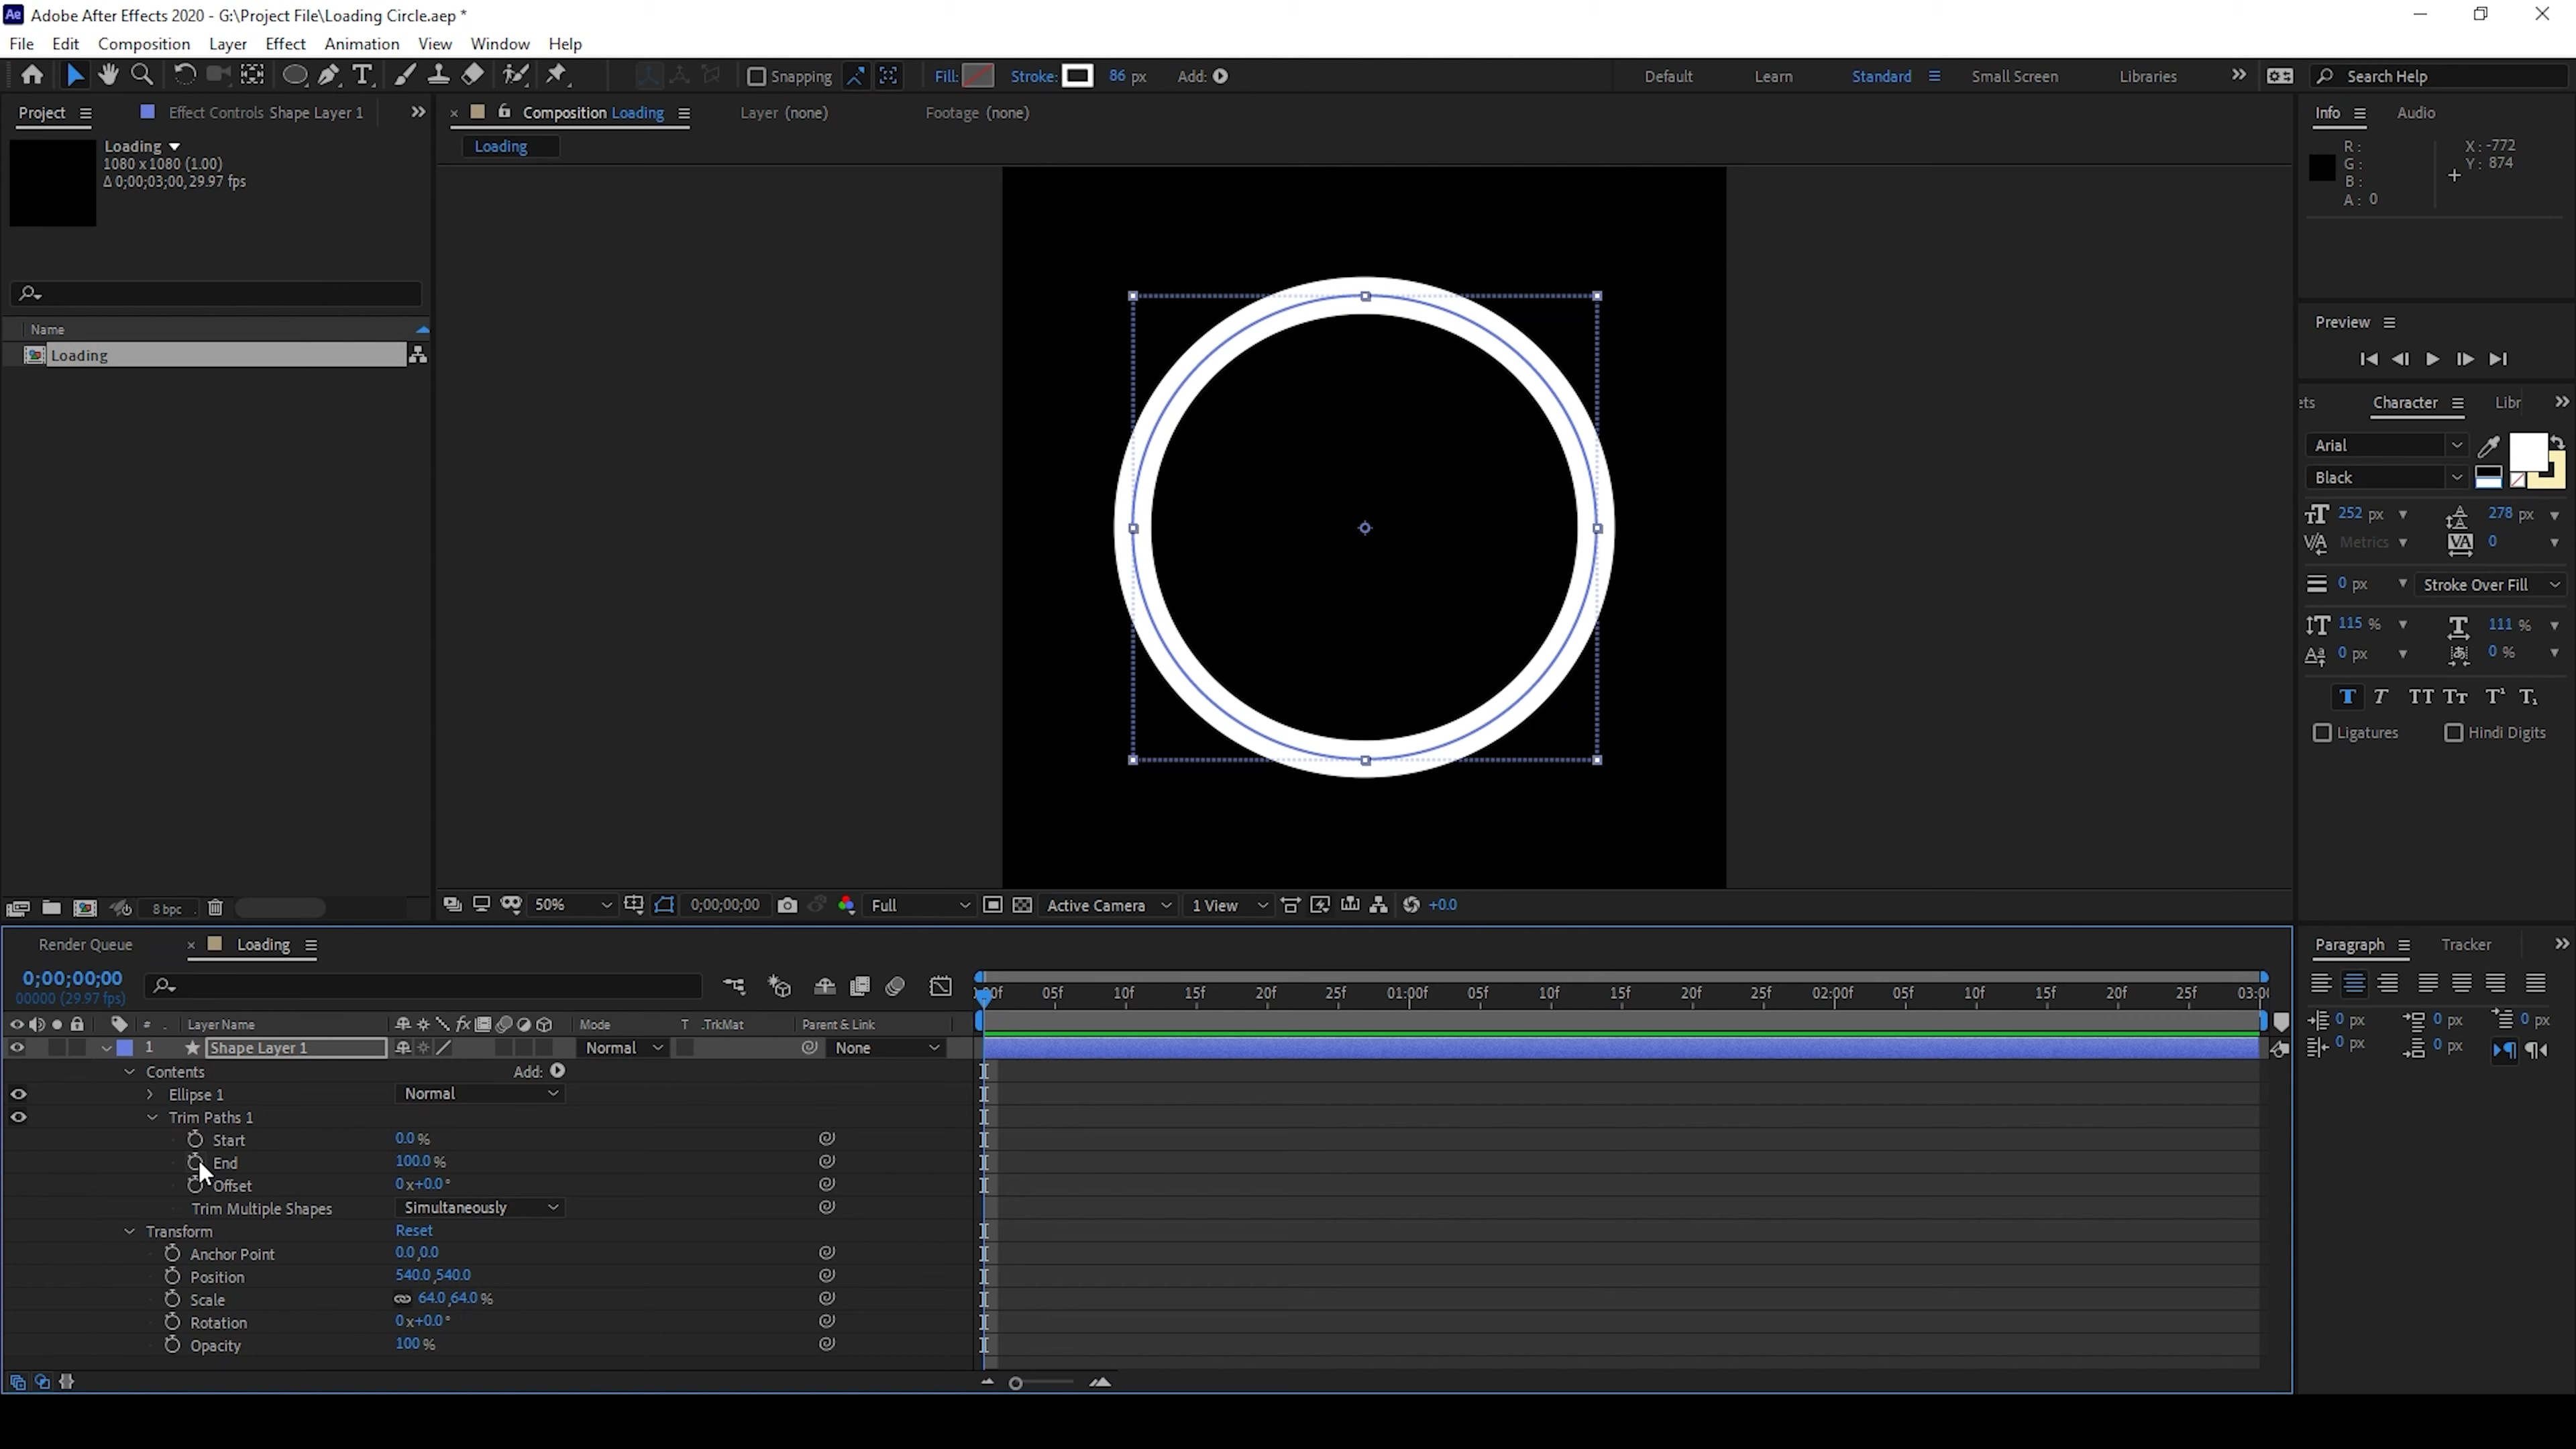 Ae Adobe After Effects 2020 - G:\Project File\Loading Circle.aep *
File Edit Composition Layer Effect Animation View Window Help
Snapping Fill: Stroke: 86 px Add: Default Learn Standard Small Screen Libraries Search Help
Project Effect Controls Shape Layer 1
Loading
1080 x 1080 (1.00)
Δ 0;00;03;00, 29.97 fps
Name
Loading
8 bpc
Composition Loading Layer (none) Footage (none)
Loading
50% 0;00;00;00 Full Active Camera 1 View +0.0
Info Audio
R :
G :
B :
A : 0
X : -772
Y : 874
Preview
ets Character Libr
Arial
Black
252 px 278 px
Metrics 0
0 px Stroke Over Fill
115 % 111 %
0 px 0 %
T T TT Tт T¹ T₁
Ligatures Hindi Digits
Render Queue Loading
0;00;00;00
00000 (29.97 fps)
:00f 05f 10f 15f 20f 25f 01:00f 05f 10f 15f 20f 25f 02:00f 05f 10f 15f 20f 25f 03:0
# Layer Name fx Mode T .TrkMat Parent & Link
1 Shape Layer 1 Normal None
Contents Add:
Ellipse 1 Normal
Trim Paths 1
Start 0.0 %
End 100.0 %
Offset 0 x+0.0°
Trim Multiple Shapes Simultaneously
Transform Reset
Anchor Point 0.0,0.0
Position 540.0,540.0
Scale 64.0,64.0 %
Rotation 0 x+0.0°
Opacity 100 %
Paragraph Tracker
0 px 0 px 0 px
0 px 0 px